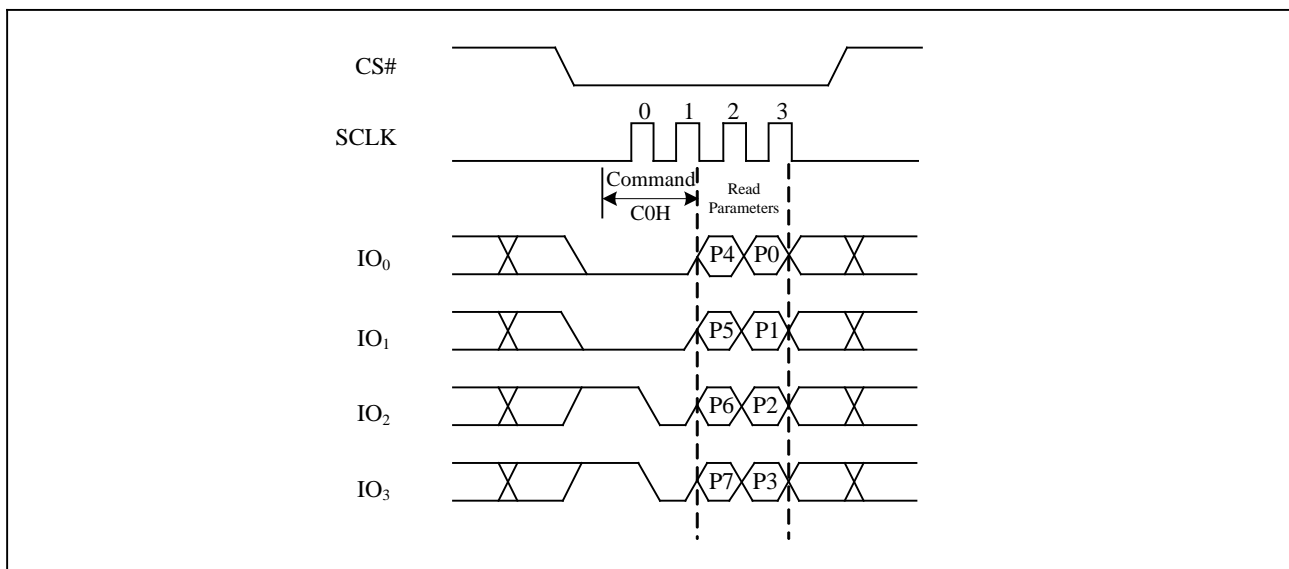 CS#
0 1 2 3
SCLK
Command
C0H
Read
Parameters
IO₀ P4 P0
IO₁ P5 P1
IO₂ P6 P2
IO₃ P7 P3